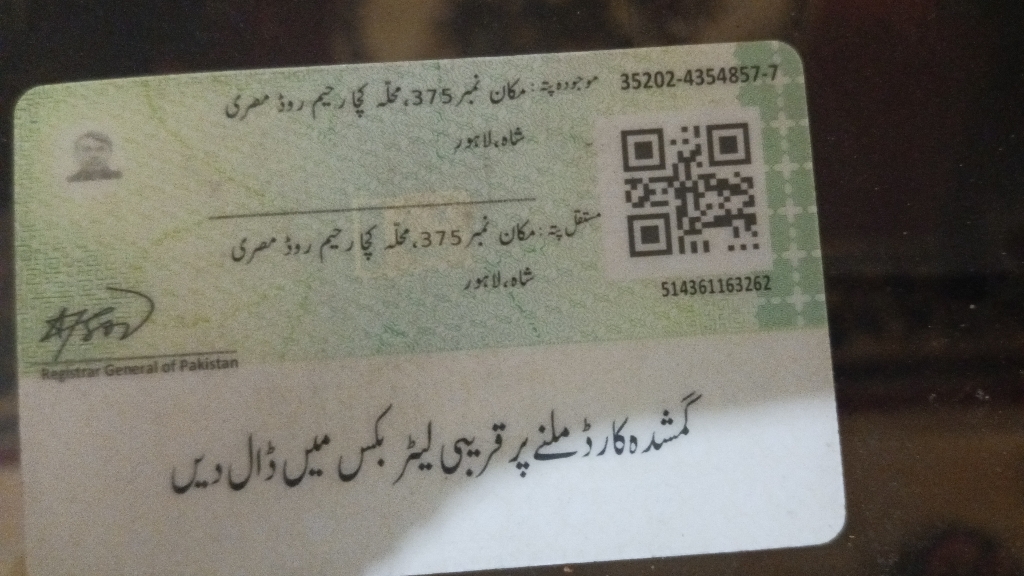 35202-4354857-7
موجودہ پتہ: مکان نمبر 375، محلّہ کچا رحیم روڈ مصری
شاہ، لاہور
مستقل پتہ: مکان نمبر 375، محلّہ کچا رحیم روڈ مصری
شاہ، لاہور
514361163262
Registrar General of Pakistan
گمشدہ کارڈ ملنے پر قریبی لیٹر بکس میں ڈال دیں